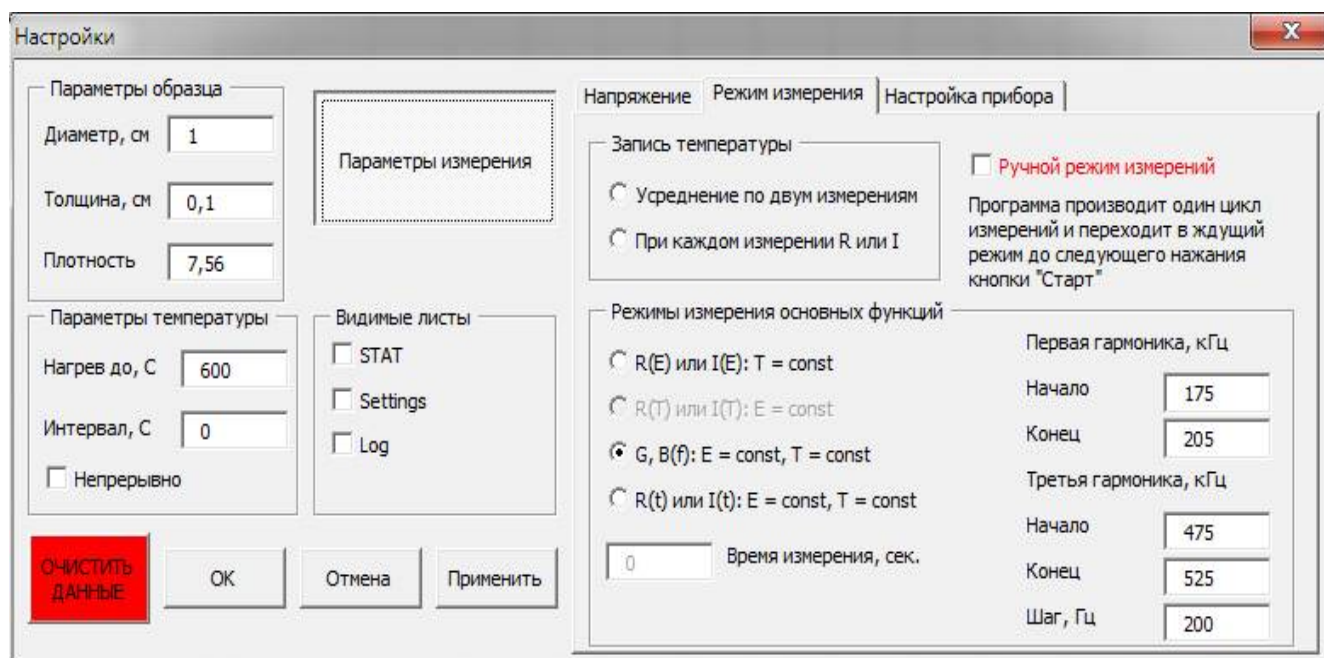 Настройки
x
Параметры образца
Диаметр, см 1
Толщина, см 0,1
Плотность 7,56
Параметры измерения
Параметры температуры
Нагрев до, С 600
Интервал, С 0
Непрерывно
Видимые листы
STAT
Settings
Log
ОЧИСТИТЬ
ДАННЫЕ
ОК
Отмена
Применить
Напряжение Режим измерения Настройка прибора
Запись температуры
Усреднение по двум измерениям
При каждом измерении R или I
Ручной режим измерений
Программа производит один цикл
измерений и переходит в ждущий
режим до следующего нажания
кнопки "Старт"
Режимы измерения основных функций
R(E) или I(E): T = const
R(T) или I(T): E = const
G, B(f): E = const, T = const
R(t) или I(t): E = const, T = const
0 Время измерения, сек.
Первая гармоника, кГц
Начало 175
Конец 205
Третья гармоника, кГц
Начало 475
Конец 525
Шаг, Гц 200